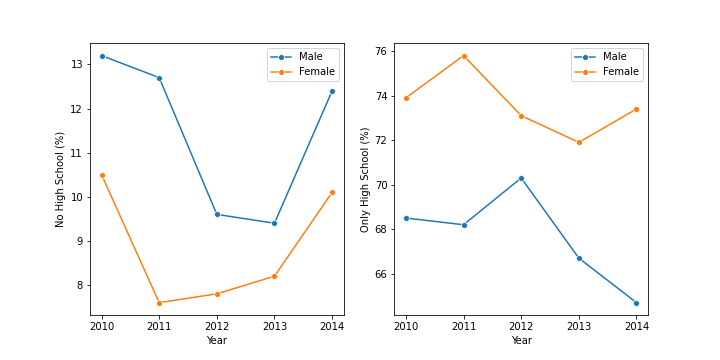 No High School (%)
13
12
11
10
9
8
2010 2011 2012 2013 2014
Year
Male
Female
Only High School (%)
76
74
72
70
68
66
2010 2011 2012 2013 2014
Year
Male
Female